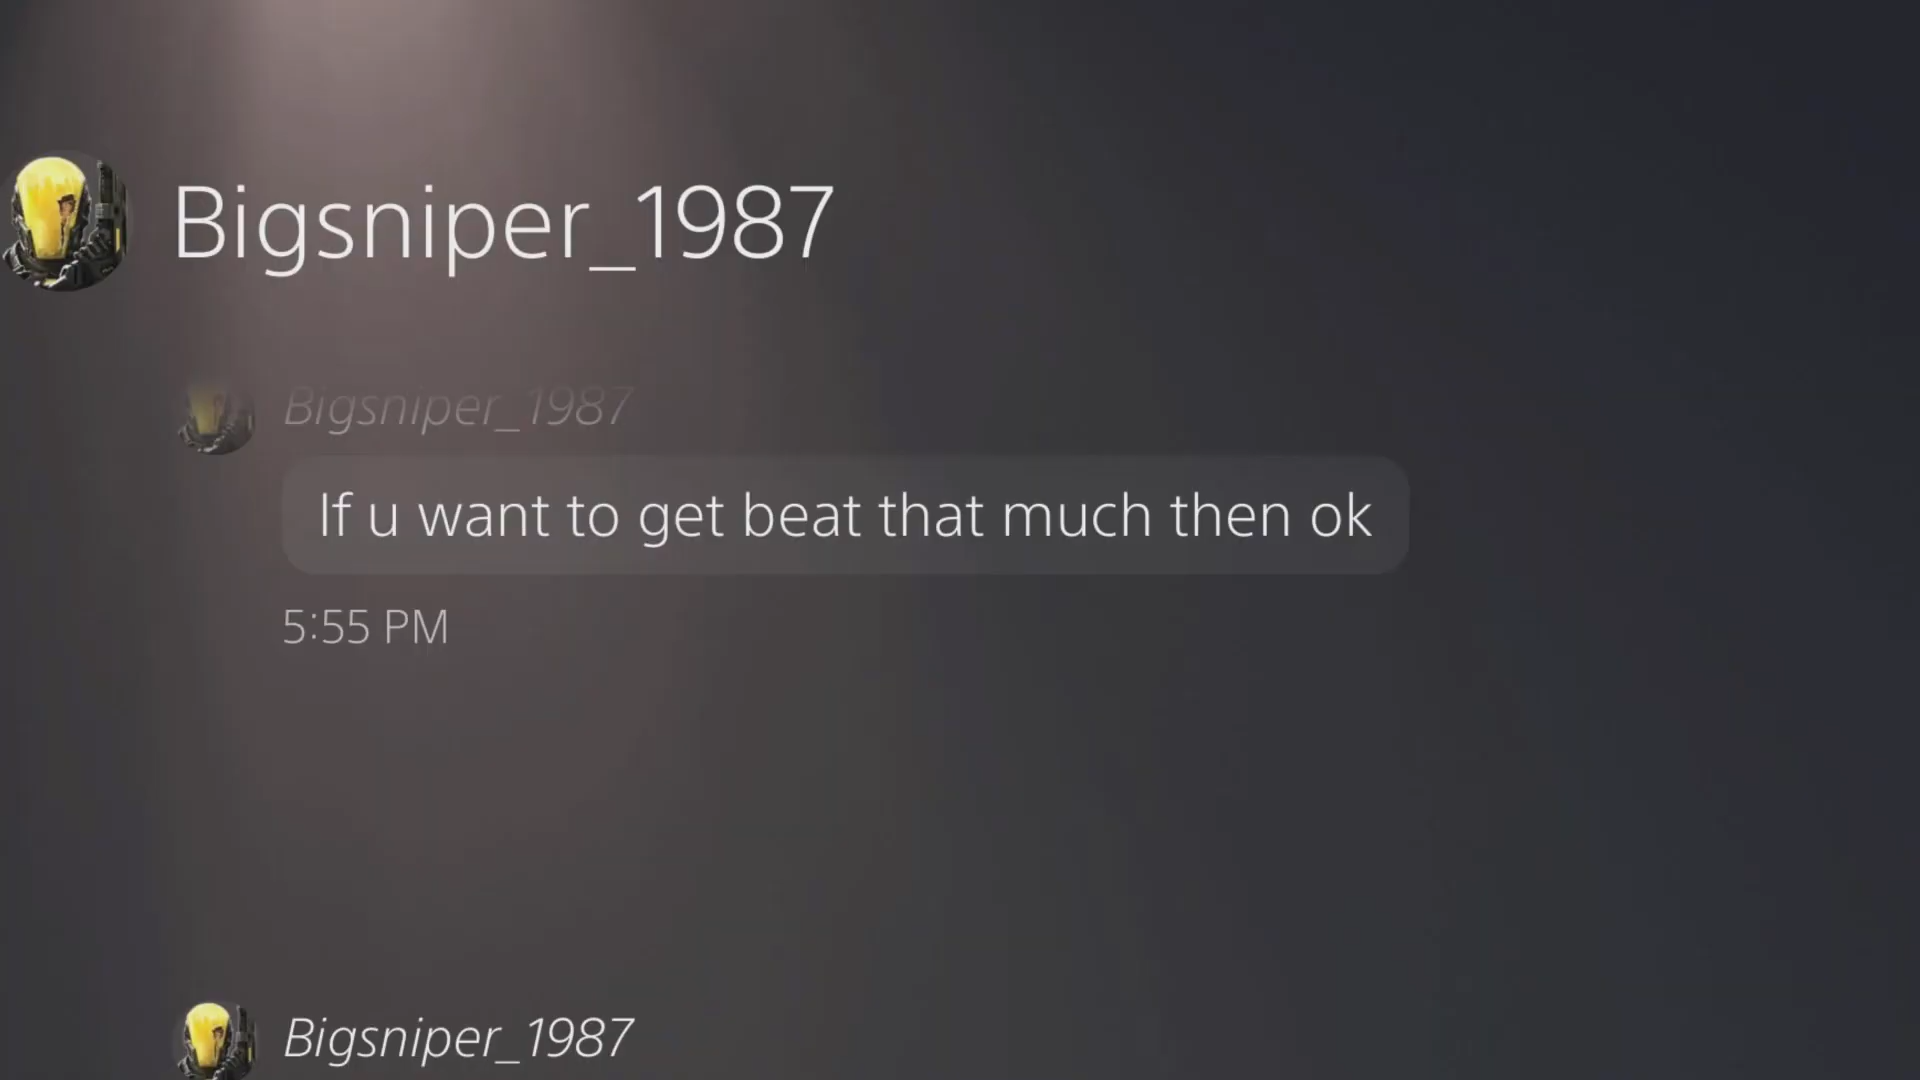 Bigsniper_1987
Bigsniper_1987
If u want to get beat that much then ok
5:55 PM
Bigsniper_1987